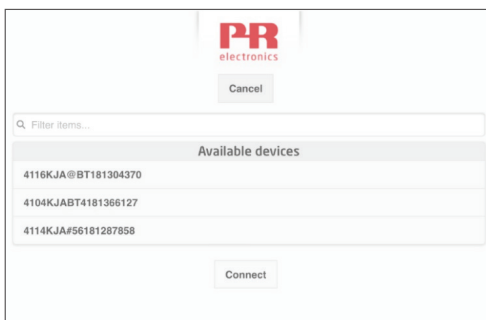 PR
electronics
Cancel
Filter items...
Available devices
4116KJA@BT181304370
4104KJABT4181366127
4114KJA#56181287858
Connect